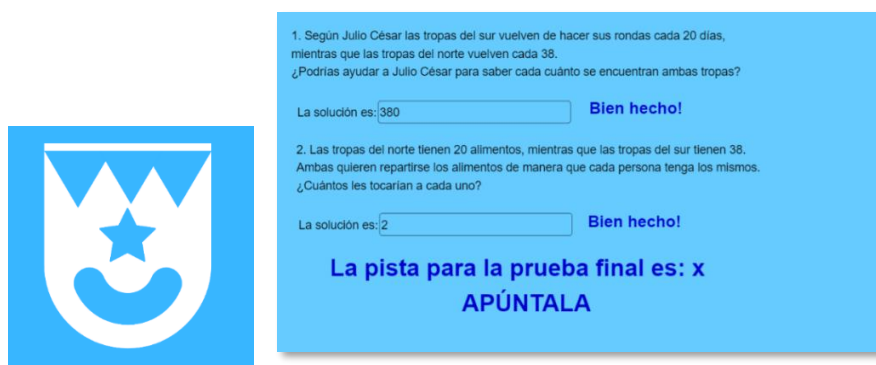 1. Según Julio César las tropas del sur vuelven de hacer sus rondas cada 20 días,
mientras que las tropas del norte vuelven cada 38.
¿Podrías ayudar a Julio César para saber cada cuánto se encuentran ambas tropas?
La solución es: 380 Bien hecho!
2. Las tropas del norte tienen 20 alimentos, mientras que las tropas del sur tienen 38.
Ambas quieren repartirse los alimentos de manera que cada persona tenga los mismos.
¿Cuántos les tocarían a cada uno?
La solución es: 2 Bien hecho!
La pista para la prueba final es: x
APÚNTALA